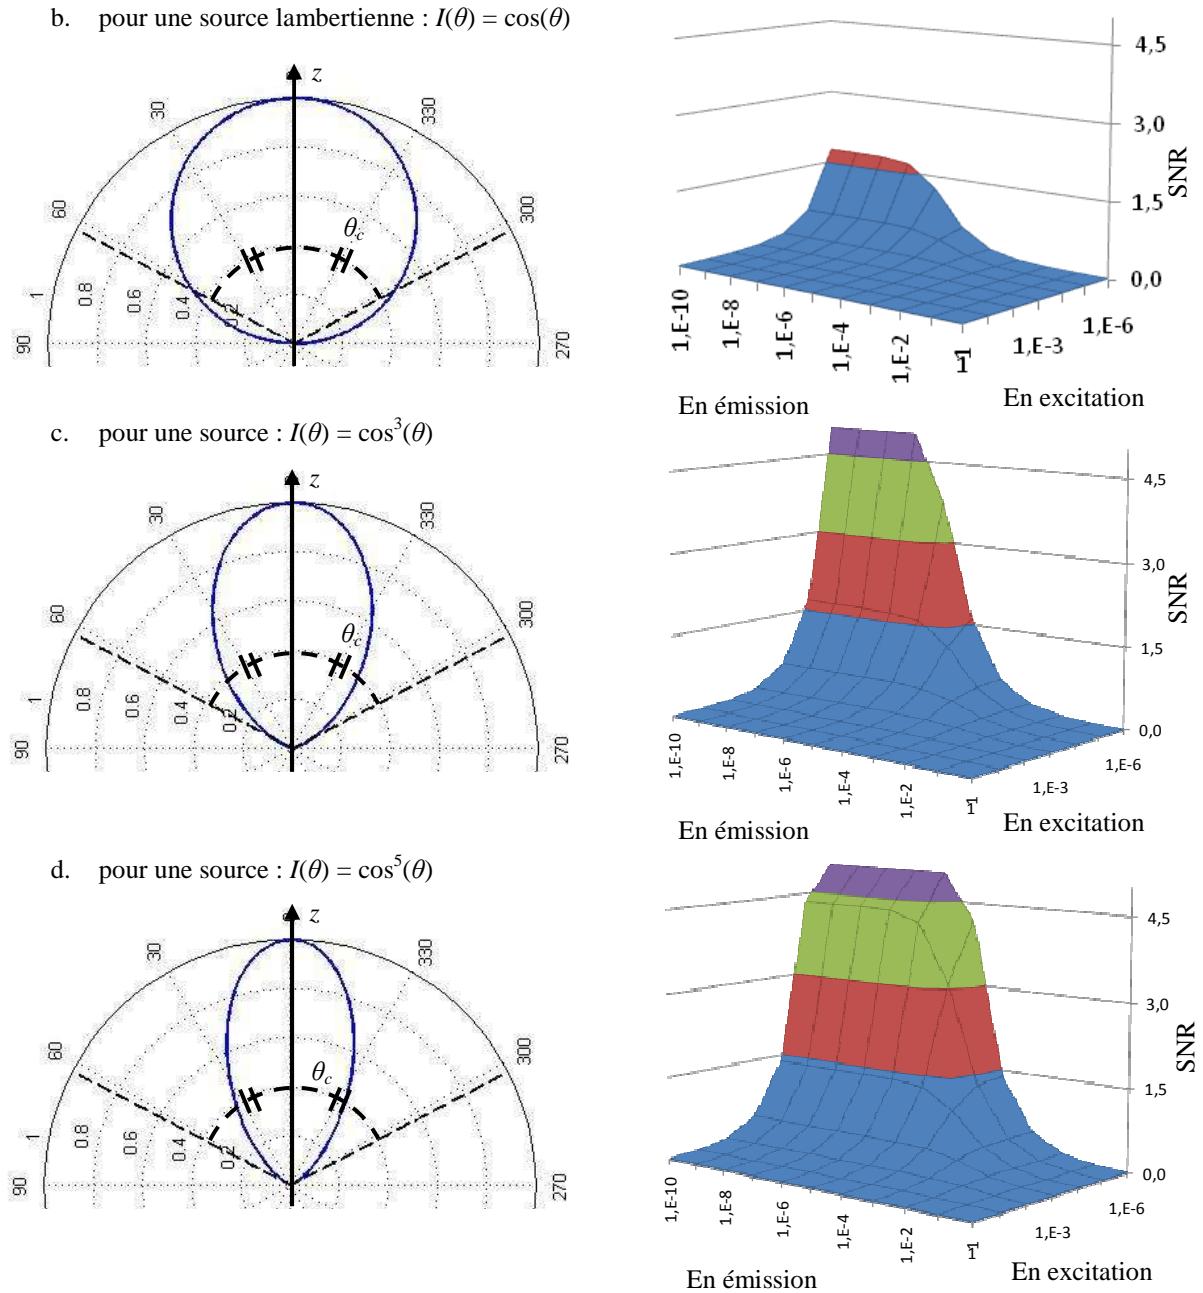 b. pour une source lambertienne : I(θ) = cos(θ)
z
30
330
60
300
θc
1
0.8
0.6
0.4
0.2
90
270
4,5
3,0
1,5
0,0
SNR
1,E-10
1,E-8
1,E-6
1,E-4
1,E-2
1
1,E-3
1,E-6
En émission
En excitation
c. pour une source : I(θ) = cos³(θ)
z
30
330
60
300
θc
1
0.8
0.6
0.4
0.2
90
270
4,5
3,0
1,5
0,0
SNR
1,E-10
1,E-8
1,E-6
1,E-4
1,E-2
1
1,E-3
1,E-6
En émission
En excitation
d. pour une source : I(θ) = cos⁵(θ)
z
30
330
60
300
θc
1
0.8
0.6
0.4
0.2
90
270
4,5
3,0
1,5
0,0
SNR
1,E-10
1,E-8
1,E-6
1,E-4
1,E-2
1
1,E-3
1,E-6
En émission
En excitation